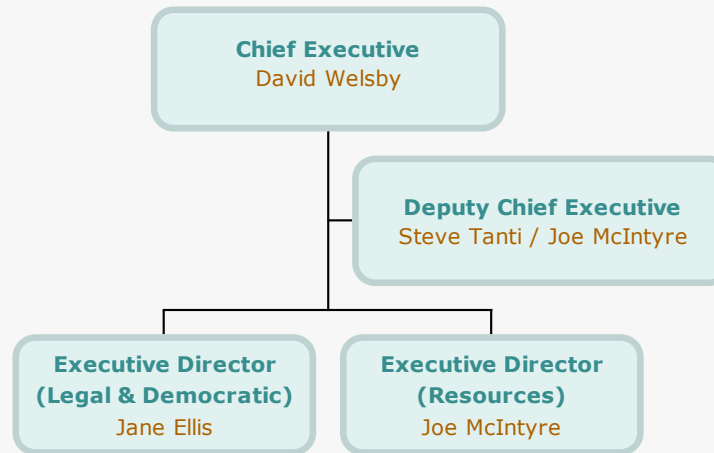 Chief Executive
David Welsby
Deputy Chief Executive
Steve Tanti / Joe McIntyre
Executive Director
(Legal & Democratic)
Jane Ellis
Executive Director
(Resources)
Joe McIntyre